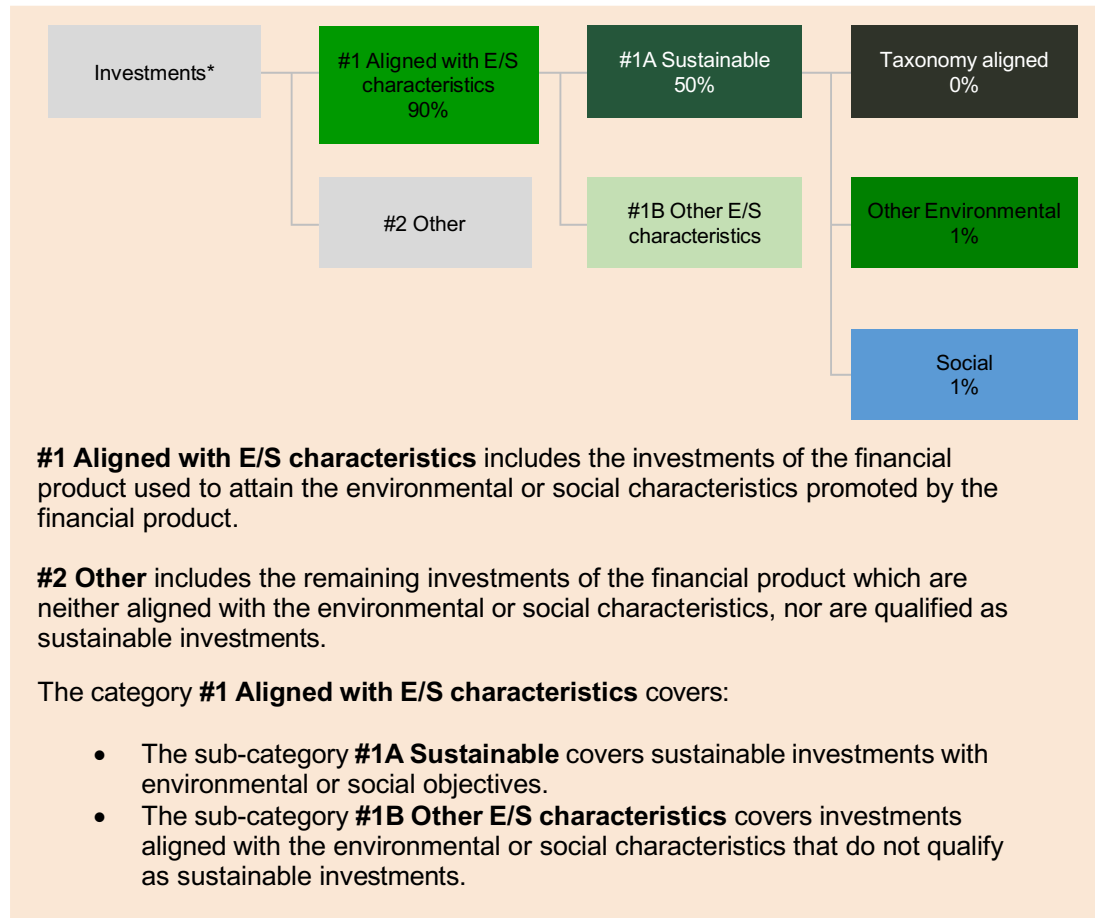 Investments*
#1 Aligned with E/S
characteristics
90%
#1A Sustainable
50%
Taxonomy aligned
0%
#2 Other
#1B Other E/S
characteristics
Other Environmental
1%
Social
1%
#1 Aligned with E/S characteristics includes the investments of the financial
product used to attain the environmental or social characteristics promoted by the
financial product.
#2 Other includes the remaining investments of the financial product which are
neither aligned with the environmental or social characteristics, nor are qualified as
sustainable investments.
The category #1 Aligned with E/S characteristics covers:
• The sub-category #1A Sustainable covers sustainable investments with
environmental or social objectives.
• The sub-category #1B Other E/S characteristics covers investments
aligned with the environmental or social characteristics that do not qualify
as sustainable investments.